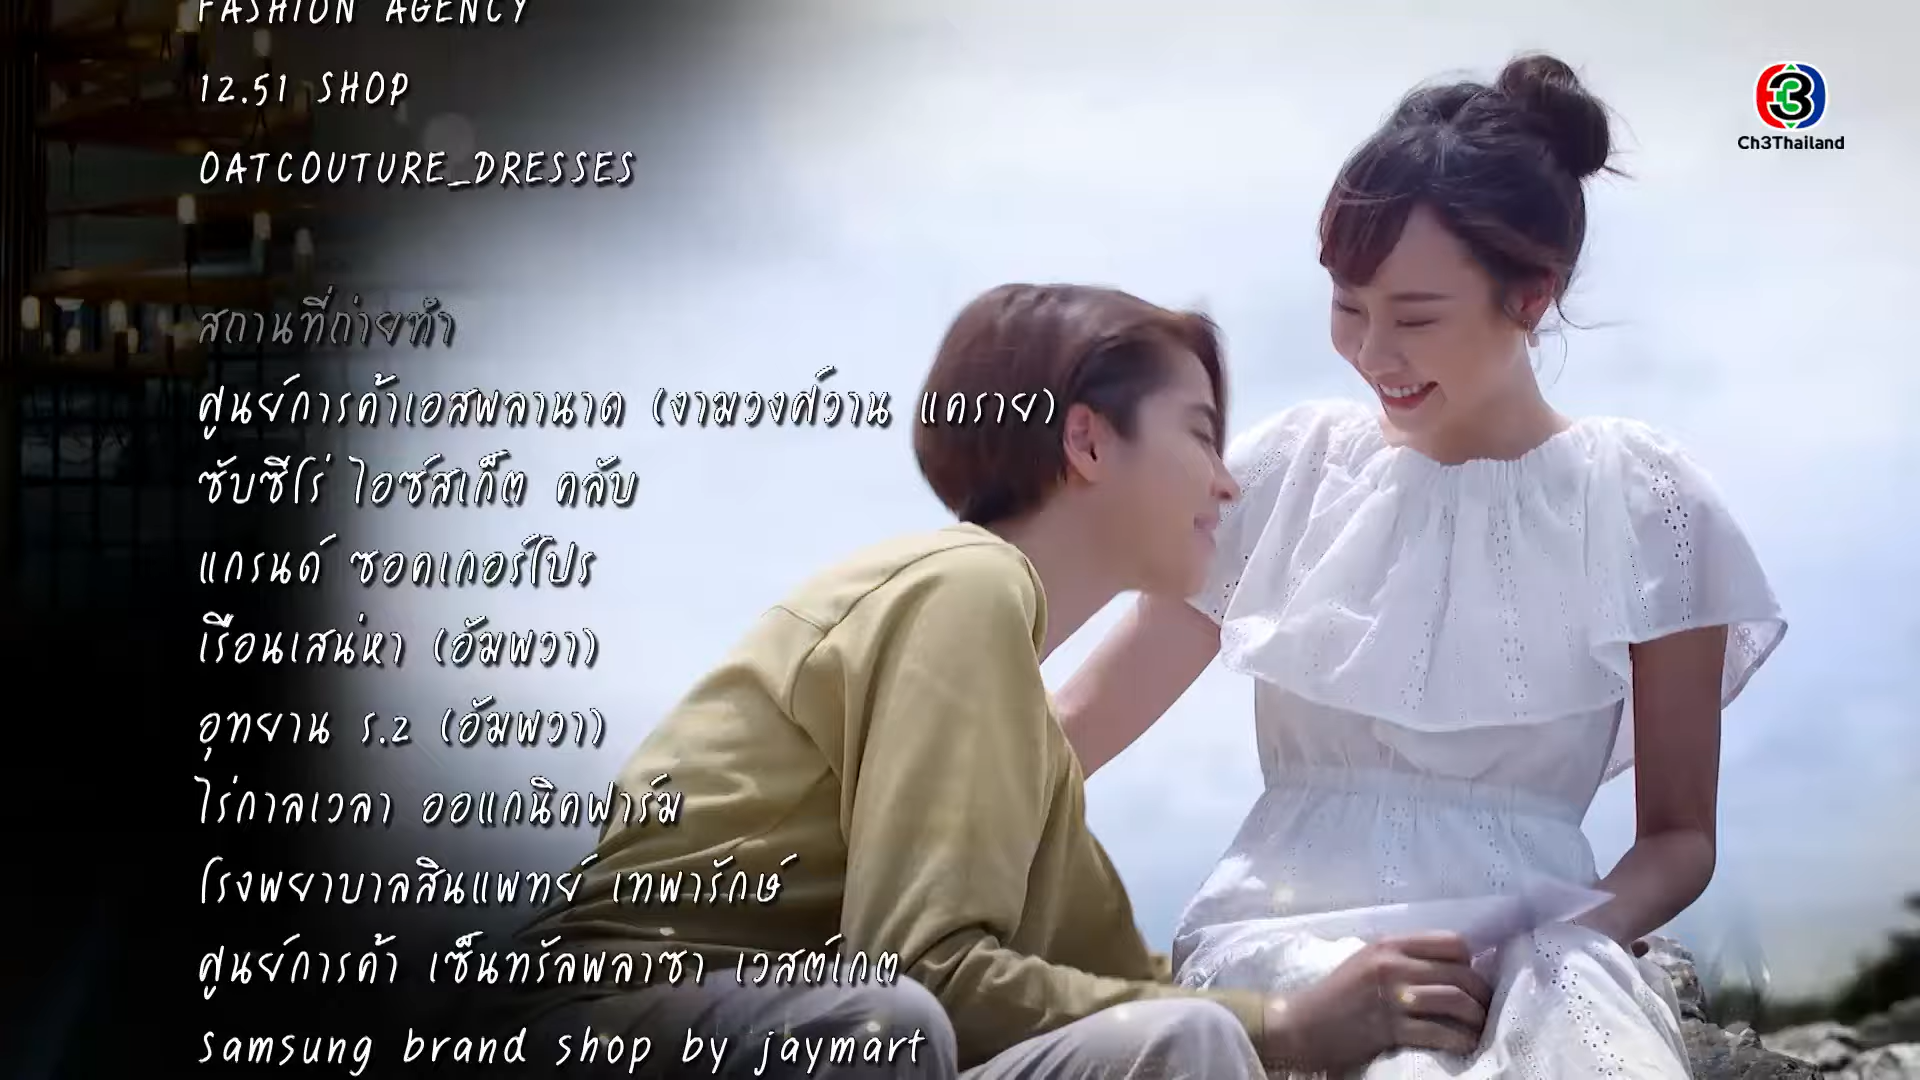 FASHION AGENCY
12.51 SHOP
OATCOUTURE_DRESSES
สถานที่ถ่ายทำ
ศูนย์การค้าเอสพลานาด (งามวงศ์วาน แคราย)
ซับซีโร่ ไอซ์สเก็ต คลับ
แกรนด์ ซอคเกอร์โปร
เรือนเสน่หา (อัมพวา)
อุทยาน ร.2 (อัมพวา)
ไร่กาลเวลา ออแกนิคฟาร์ม
โรงพยาบาลสินแพทย์ เทพารักษ์
ศูนย์การค้า เซ็นทรัลพลาซา เวสต์เกต
Samsung brand shop by jaymart
Ch3Thailand